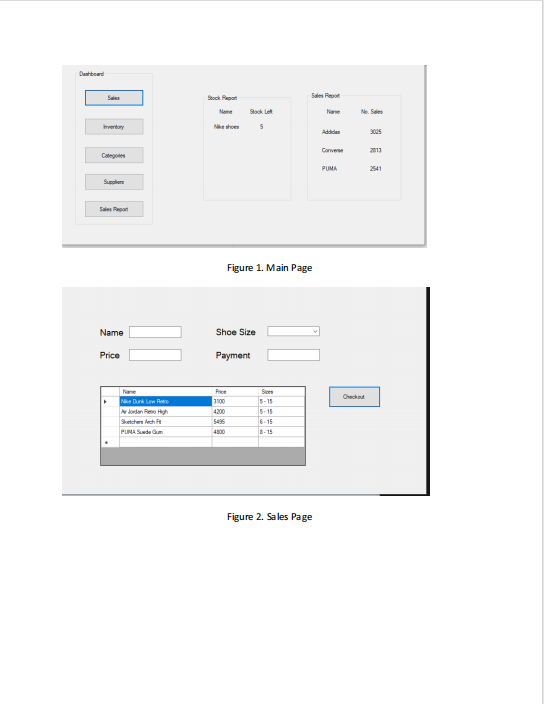 Dashboard
Sales
Inventory
Categories
Suppliers
Sales Report
Stock Report
Name Stock Left
Nike shoes 5
Sales Report
Name No. Sales
Addidas 3025
Converse 2813
PUMA 2541
Figure 1. Main Page
Name Shoe Size
Price Payment
Name Price Sizes
Nike Dunk Low Retro 3100 5 - 15
Air Jordan Retro High 4200 5 - 15
Sketchers Arch Fit 5495 6 - 15
PUMA Suede Gum 4800 8 - 15
Checkout
Figure 2. Sales Page